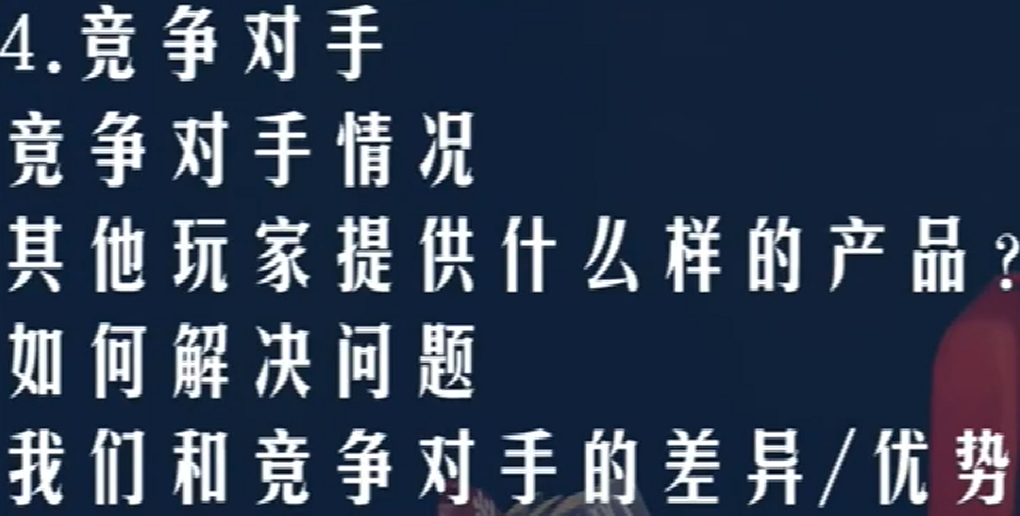 4.竞争对手
竞争对手情况
其他玩家提供什么样的产品？
如何解决问题
我们和竞争对手的差异/优势